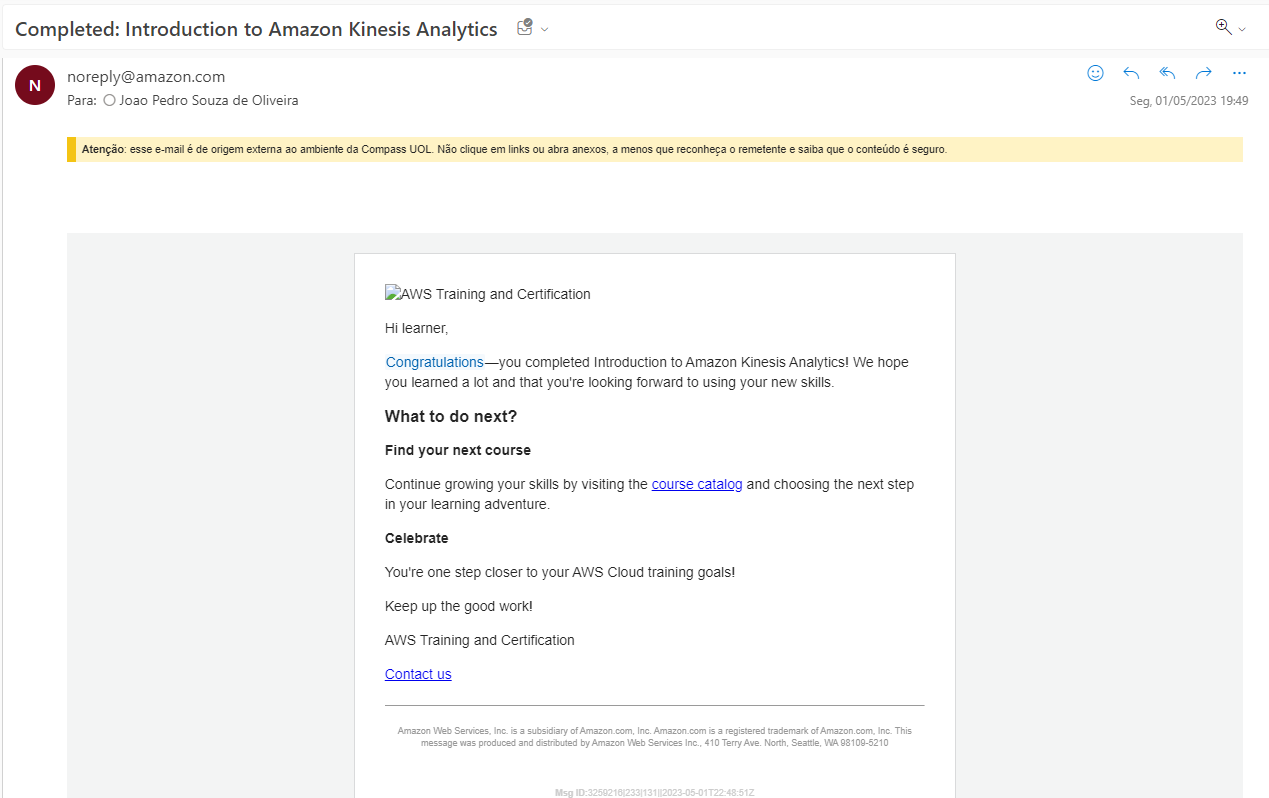 Completed: Introduction to Amazon Kinesis Analytics
N
noreply@amazon.com
Para: Joao Pedro Souza de Oliveira
Seg, 01/05/2023 19:49
Atenção: esse e-mail é de origem externa ao ambiente da Compass UOL. Não clique em links ou abra anexos, a menos que reconheça o remetente e saiba que o conteúdo é seguro.
AWS Training and Certification
Hi learner,
Congratulations—you completed Introduction to Amazon Kinesis Analytics! We hope
you learned a lot and that you're looking forward to using your new skills.
What to do next?
Find your next course
Continue growing your skills by visiting the course catalog and choosing the next step
in your learning adventure.
Celebrate
You're one step closer to your AWS Cloud training goals!
Keep up the good work!
AWS Training and Certification
Contact us
Amazon Web Services, Inc. is a subsidiary of Amazon.com, Inc. Amazon.com is a registered trademark of Amazon.com, Inc. This
message was produced and distributed by Amazon Web Services Inc., 410 Terry Ave. North, Seattle, WA 98109-5210
Msg ID:3259216|233|131||2023-05-01T22:48:51Z